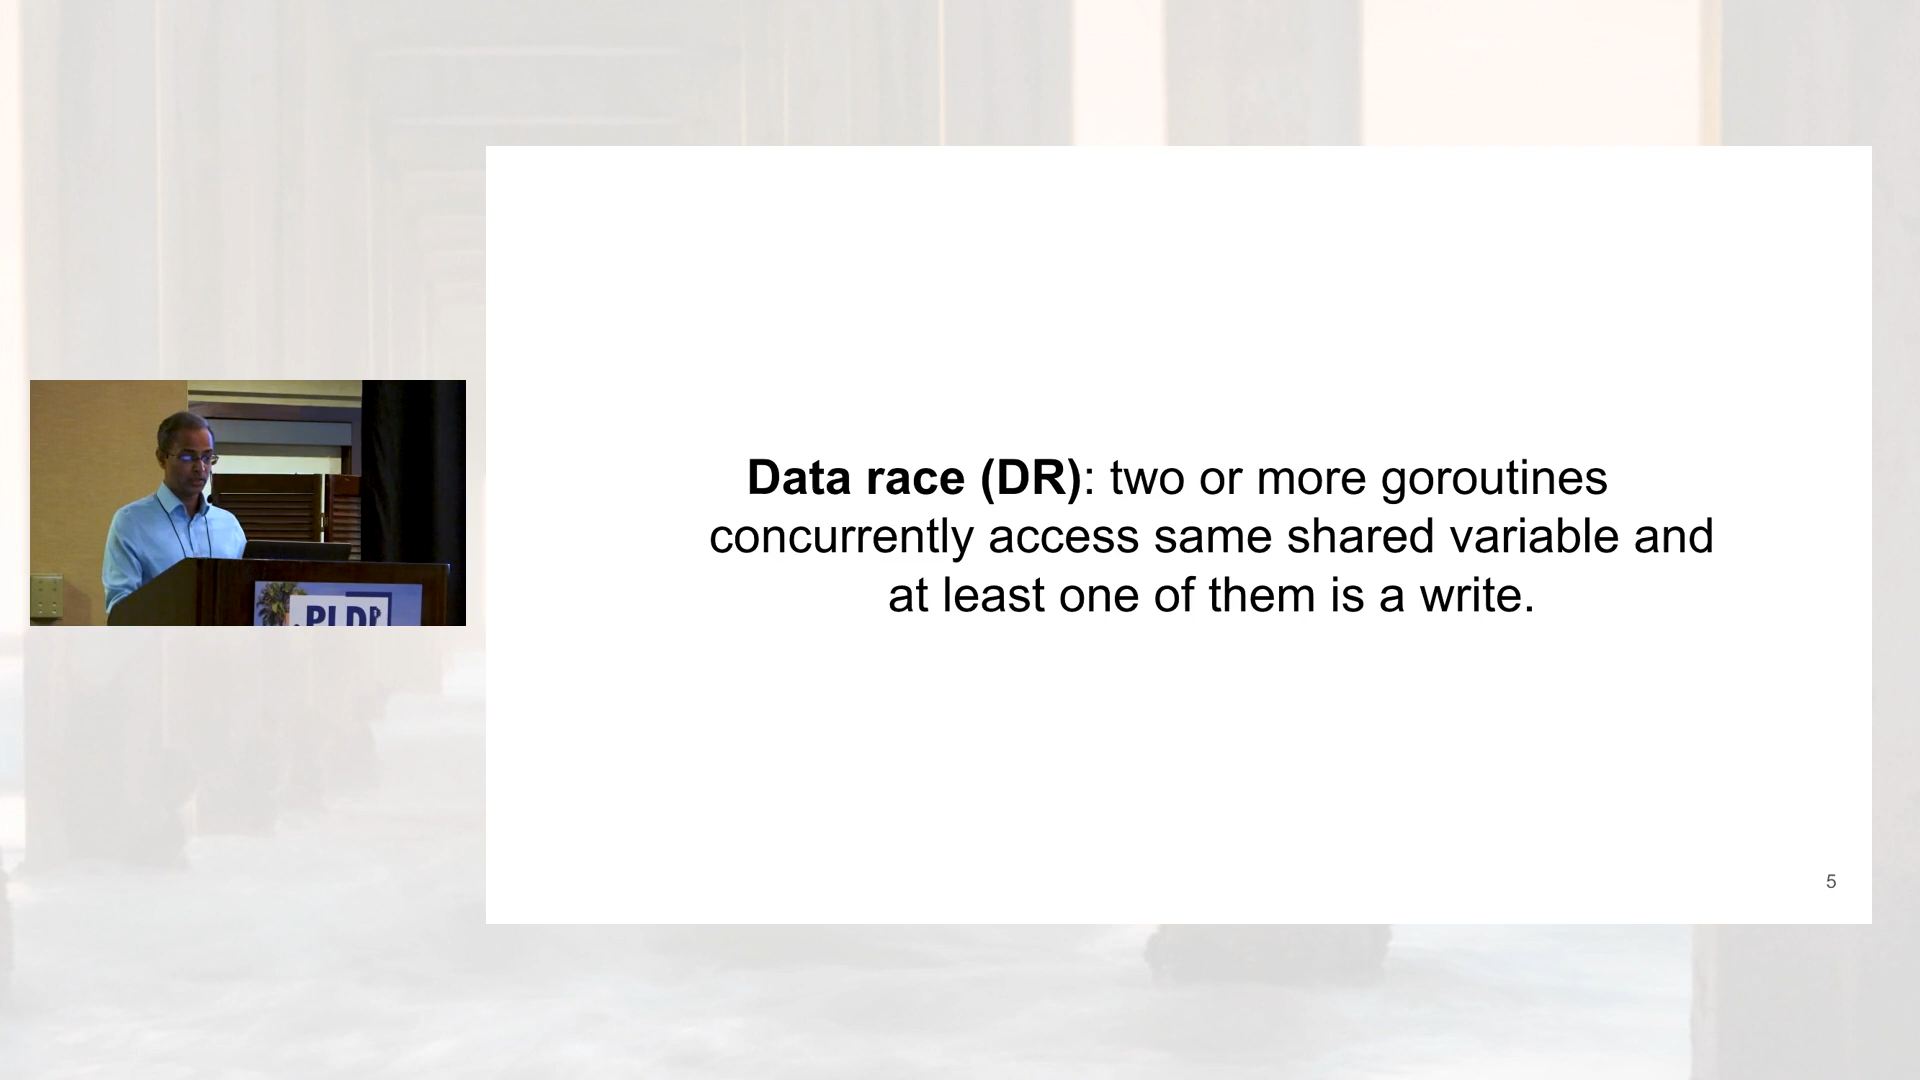 Data race (DR): two or more goroutines
concurrently access same shared variable and
at least one of them is a write.
PLDI
5